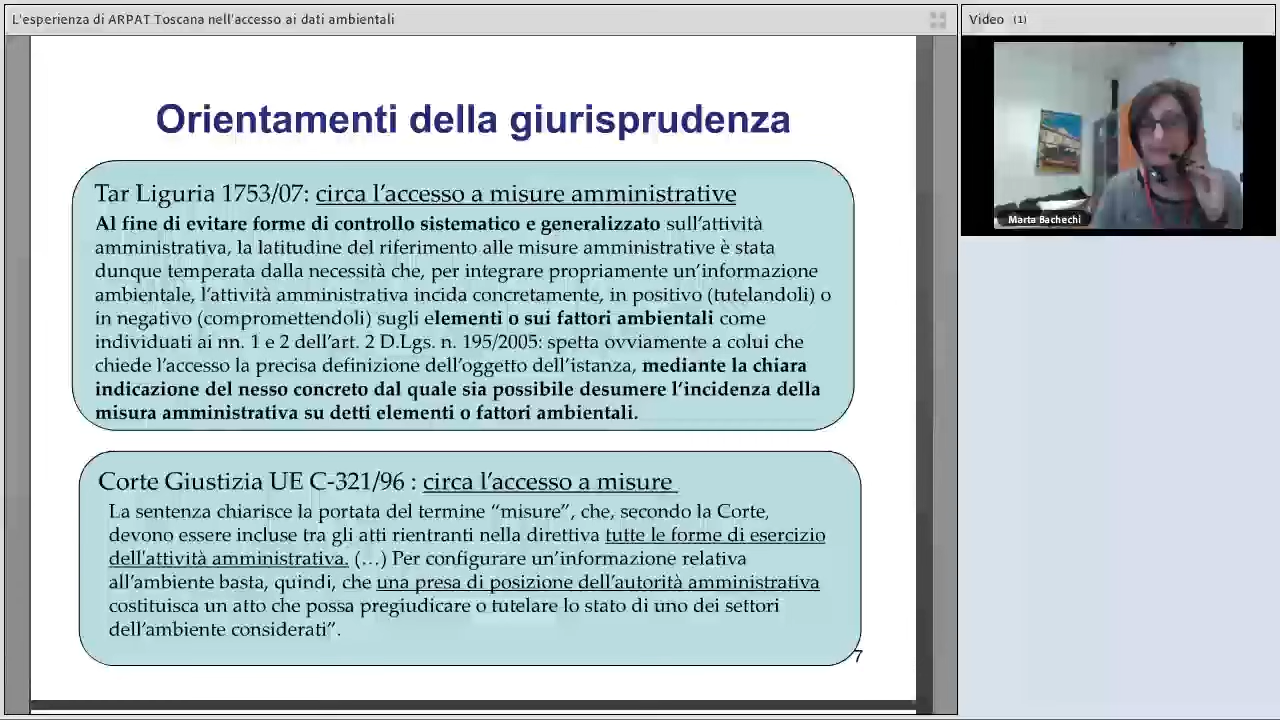 L'esperienza di ARPAT Toscana nell'accesso ai dati ambientali
Video (1)
Marta Bachechi
Orientamenti della giurisprudenza
Tar Liguria 1753/07: circa l'accesso a misure amministrative
Al fine di evitare forme di controllo sistematico e generalizzato sull'attività
amministrativa, la latitudine del riferimento alle misure amministrative è stata
dunque temperata dalla necessità che, per integrare propriamente un'informazione
ambientale, l'attività amministrativa incida concretamente, in positivo (tutelandoli) o
in negativo (compromettendoli) sugli elementi o sui fattori ambientali come
individuati ai nn. 1 e 2 dell'art. 2 D.Lgs. n. 195/2005: spetta ovviamente a colui che
chiede l'accesso la precisa definizione dell'oggetto dell'istanza, mediante la chiara
indicazione del nesso concreto dal quale sia possibile desumere l'incidenza della
misura amministrativa su detti elementi o fattori ambientali.
Corte Giustizia UE C-321/96 : circa l'accesso a misure
La sentenza chiarisce la portata del termine "misure", che, secondo la Corte,
devono essere incluse tra gli atti rientranti nella direttiva tutte le forme di esercizio
dell'attività amministrativa. (…) Per configurare un'informazione relativa
all'ambiente basta, quindi, che una presa di posizione dell'autorità amministrativa
costituisca un atto che possa pregiudicare o tutelare lo stato di uno dei settori
dell'ambiente considerati".
7